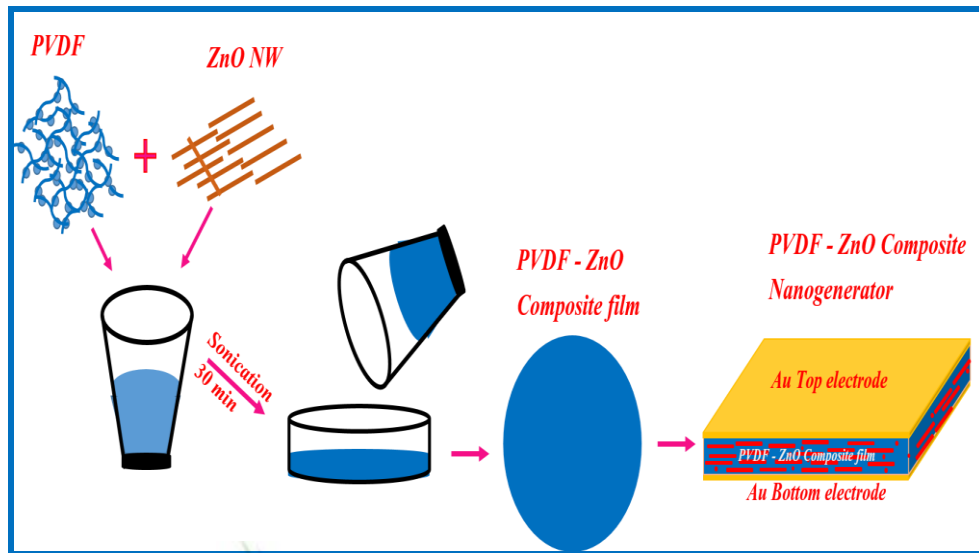 PVDF
ZnO NW
+
Sonication
30 min
PVDF - ZnO
Composite film
PVDF - ZnO Composite
Nanogenerator
Au Top electrode
PVDF - ZnO Composite film
Au Bottom electrode